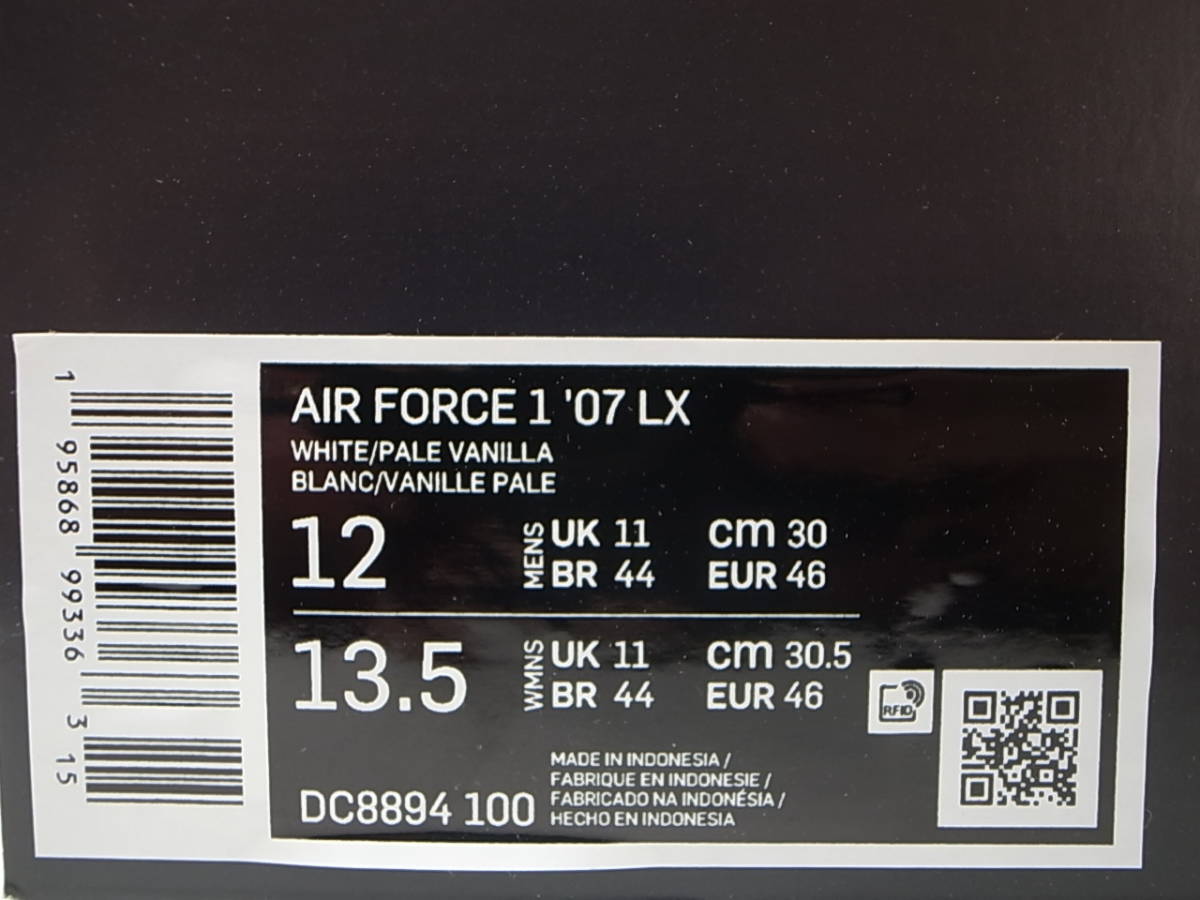 AIR FORCE 1 '07 LX
WHITE/PALE VANILLA
BLANC/VANILLE PALE
12 MENS UK 11 cm 30
BR 44 EUR 46
13.5 WMNS UK 11 cm 30.5
BR 44 EUR 46
RFID
DC8894 100
MADE IN INDONESIA /
FABRIQUE EN INDONESIE /
FABRICADO NA INDONÉSIA /
HECHO EN INDONESIA
1 95868 99336 3 15